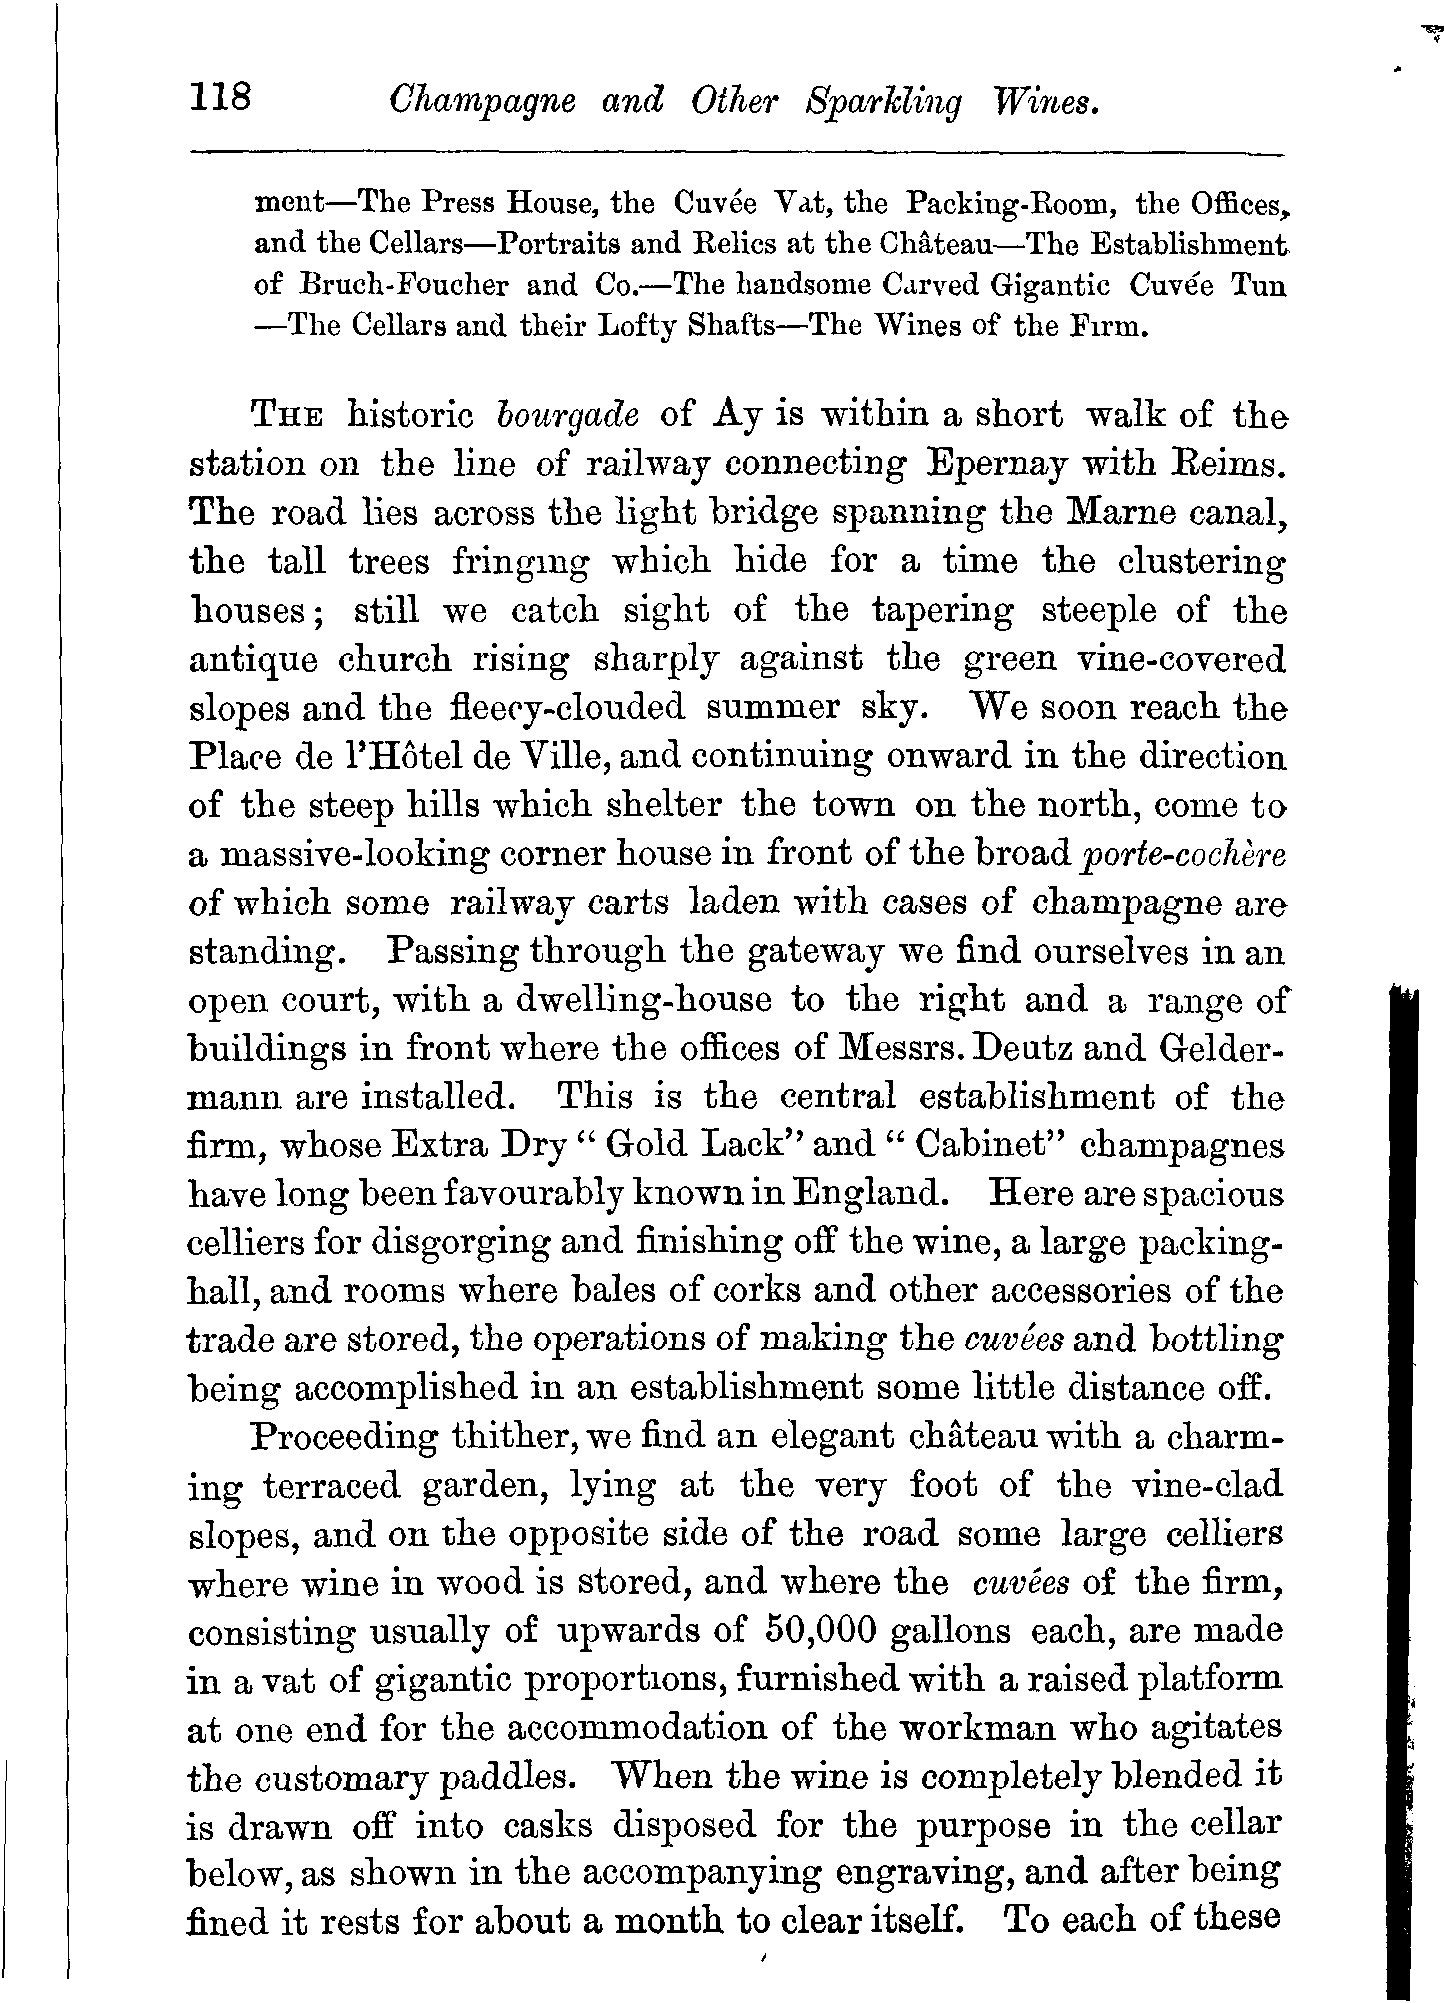 118 Champagne and Other Sparkling Wines.
ment—The Press House, the Cuvée Vat, the Packing-Room, the Offices,
and the Cellars—Portraits and Relics at the Château—The Establishment
of Bruch-Foucher and Co.—The handsome Carved Gigantic Cuvée Tun
—The Cellars and their Lofty Shafts—The Wines of the Firm.
THE historic bourgade of Ay is within a short walk of the
station on the line of railway connecting Epernay with Reims.
The road lies across the light bridge spanning the Marne canal,
the tall trees fringing which hide for a time the clustering
houses; still we catch sight of the tapering steeple of the
antique church rising sharply against the green vine-covered
slopes and the fleecy-clouded summer sky. We soon reach the
Place de l'Hôtel de Ville, and continuing onward in the direction
of the steep hills which shelter the town on the north, come to
a massive-looking corner house in front of the broad porte-cochère
of which some railway carts laden with cases of champagne are
standing. Passing through the gateway we find ourselves in an
open court, with a dwelling-house to the right and a range of
buildings in front where the offices of Messrs. Deutz and Gelder-
mann are installed. This is the central establishment of the
firm, whose Extra Dry "Gold Lack" and "Cabinet" champagnes
have long been favourably known in England. Here are spacious
celliers for disgorging and finishing off the wine, a large packing-
hall, and rooms where bales of corks and other accessories of the
trade are stored, the operations of making the cuvées and bottling
being accomplished in an establishment some little distance off.
Proceeding thither, we find an elegant château with a charm-
ing terraced garden, lying at the very foot of the vine-clad
slopes, and on the opposite side of the road some large celliers
where wine in wood is stored, and where the cuvées of the firm,
consisting usually of upwards of 50,000 gallons each, are made
in a vat of gigantic proportions, furnished with a raised platform
at one end for the accommodation of the workman who agitates
the customary paddles. When the wine is completely blended it
is drawn off into casks disposed for the purpose in the cellar
below, as shown in the accompanying engraving, and after being
fined it rests for about a month to clear itself. To each of these